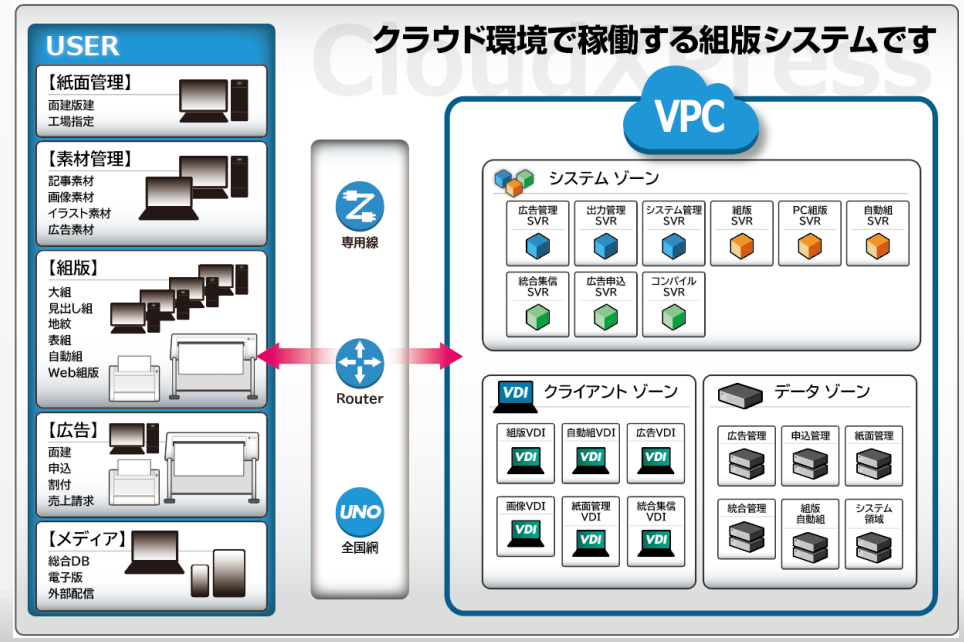 CloudXPress
クラウド環境で稼働する組版システムです
USER
【紙面管理】
面建版建
工場指定
【素材管理】
記事素材
画像素材
イラスト素材
広告素材
【組版】
大組
見出し組
地紋
表組
自動組
Web組版
【広告】
面建
申込
割付
売上請求
【メディア】
総合DB
電子版
外部配信
専用線
Router
UNO
全国網
VPC
システム ゾーン
広告管理
SVR
出力管理
SVR
システム管理
SVR
組版
SVR
PC組版
SVR
自動組
SVR
統合集信
SVR
広告申込
SVR
コンパイル
SVR
VDI
クライアント ゾーン
組版VDI
VDI
自動組VDI
VDI
広告VDI
VDI
画像VDI
VDI
紙面管理
VDI
VDI
統合集信
VDI
VDI
データ ゾーン
広告管理
申込管理
紙面管理
統合管理
組版
自動組
システム
領域